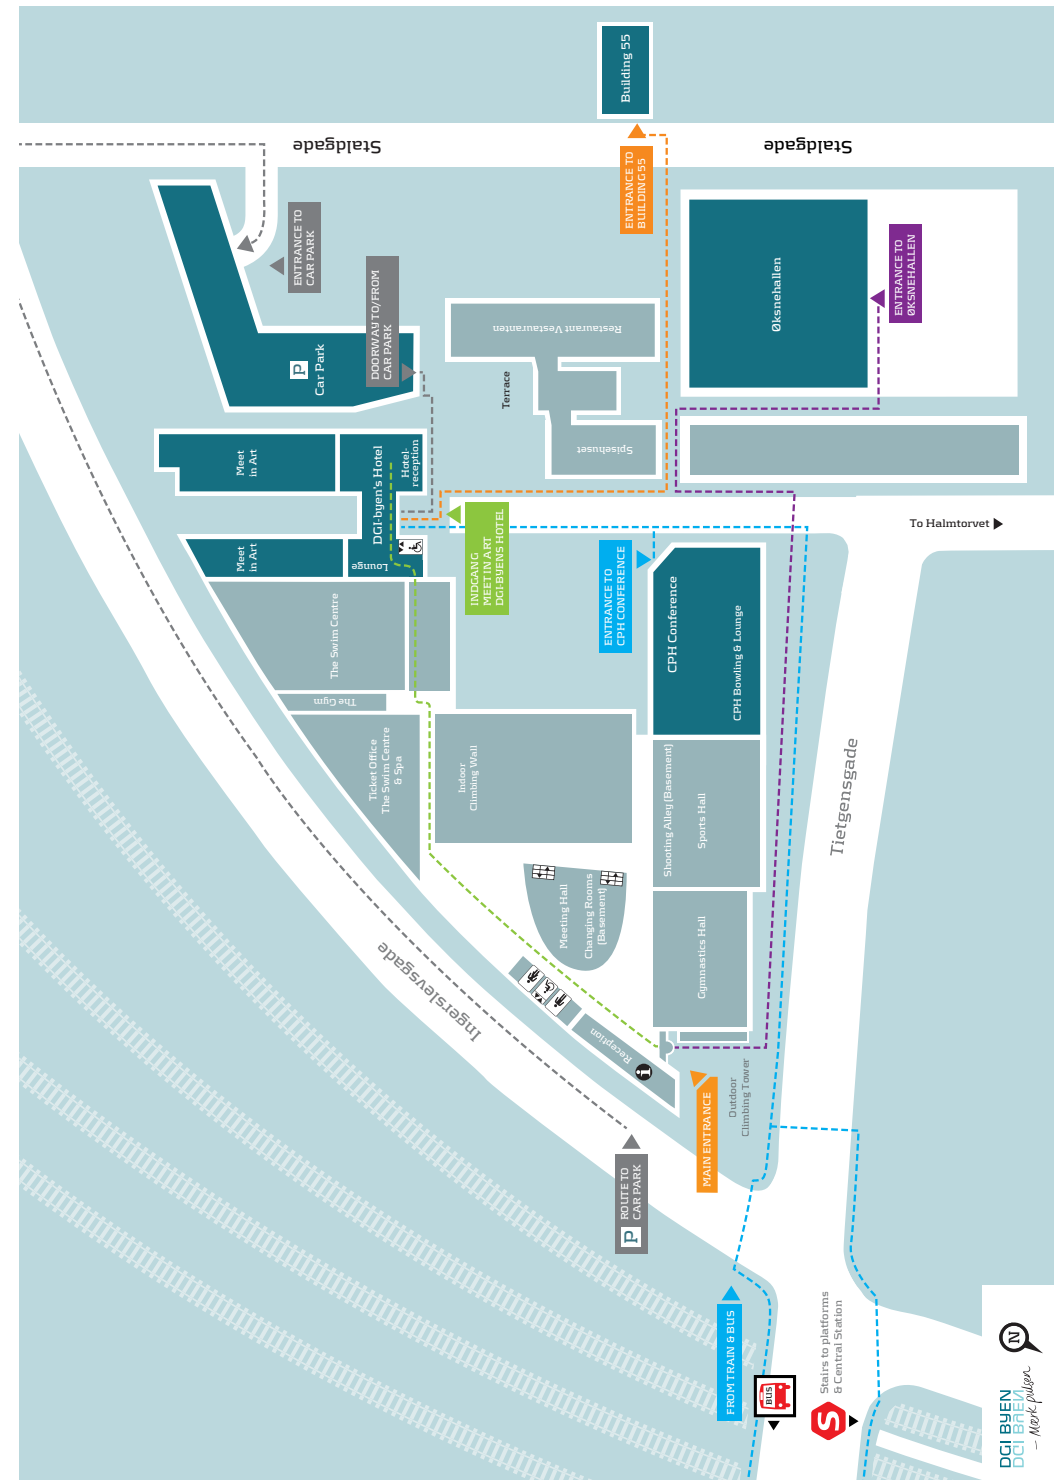 Building 55
Staldgade
Staldgade
ENTRANCE TO
BUILDING 55
ENTRANCE TO
CAR PARK
DOORWAY TO/FROM
CAR PARK
ENTRANCE TO
ØKSNEHALLEN
Øksnehallen
Restaurant Vestauranten
Terrace
Spisehuset
P
Car Park
Meet
in Art
DGI-byen's Hotel
Hotel-
reception
Meet
in Art
Lounge
INDGANG
MEET IN ART
DGI-BYENS HOTEL
To Halmtorvet
ENTRANCE TO
CPH CONFERENCE
CPH Conference
CPH Bowling & Lounge
The Swim Centre
The Gym
Ticket Office
The Swim Centre
& Spa
Indoor
Climbing Wall
Shooting Alley (Basement)
Sports Hall
Tietgensgade
Meeting Hall
Changing Rooms
(Basement)
Gymnastics Hall
Ingerslevsgade
Reception
i
Outdoor
Climbing Tower
MAIN ENTRANCE
P
ROUTE TO
CAR PARK
FROM TRAIN & BUS
BUS
Stairs to platforms
& Central Station
S
N
DGI BYEN
DGI BYEN
– Mærk pulsen